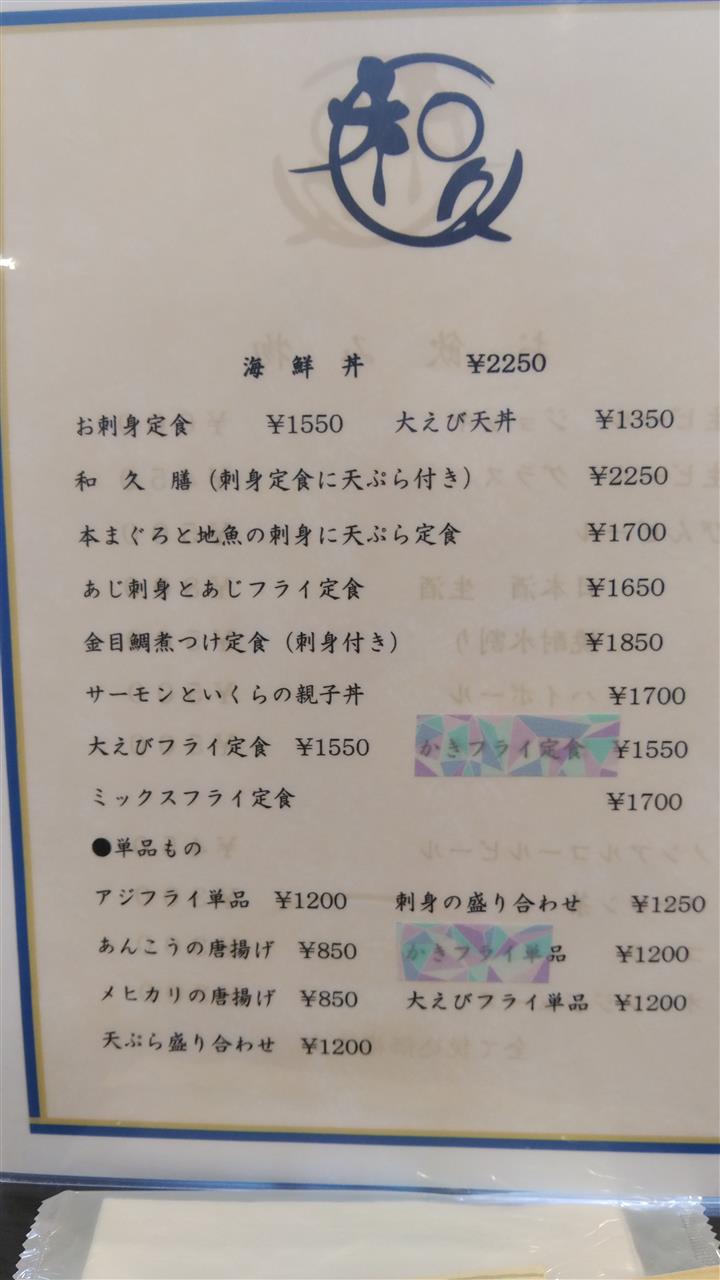 和久
海鮮丼 ¥2250
お刺身定食 ¥1550 大えび天丼 ¥1350
和久膳（刺身定食に天ぷら付き） ¥2250
本まぐろと地魚の刺身に天ぷら定食 ¥1700
あじ刺身とあじフライ定食 ¥1650
金目鯛煮つけ定食（刺身付き） ¥1850
サーモンといくらの親子丼 ¥1700
大えびフライ定食 ¥1550 かきフライ定食 ¥1550
ミックスフライ定食 ¥1700
●単品もの
アジフライ単品 ¥1200 刺身の盛り合わせ ¥1250
あんこうの唐揚げ ¥850 かきフライ単品 ¥1200
メヒカリの唐揚げ ¥850 大えびフライ単品 ¥1200
天ぷら盛り合わせ ¥1200